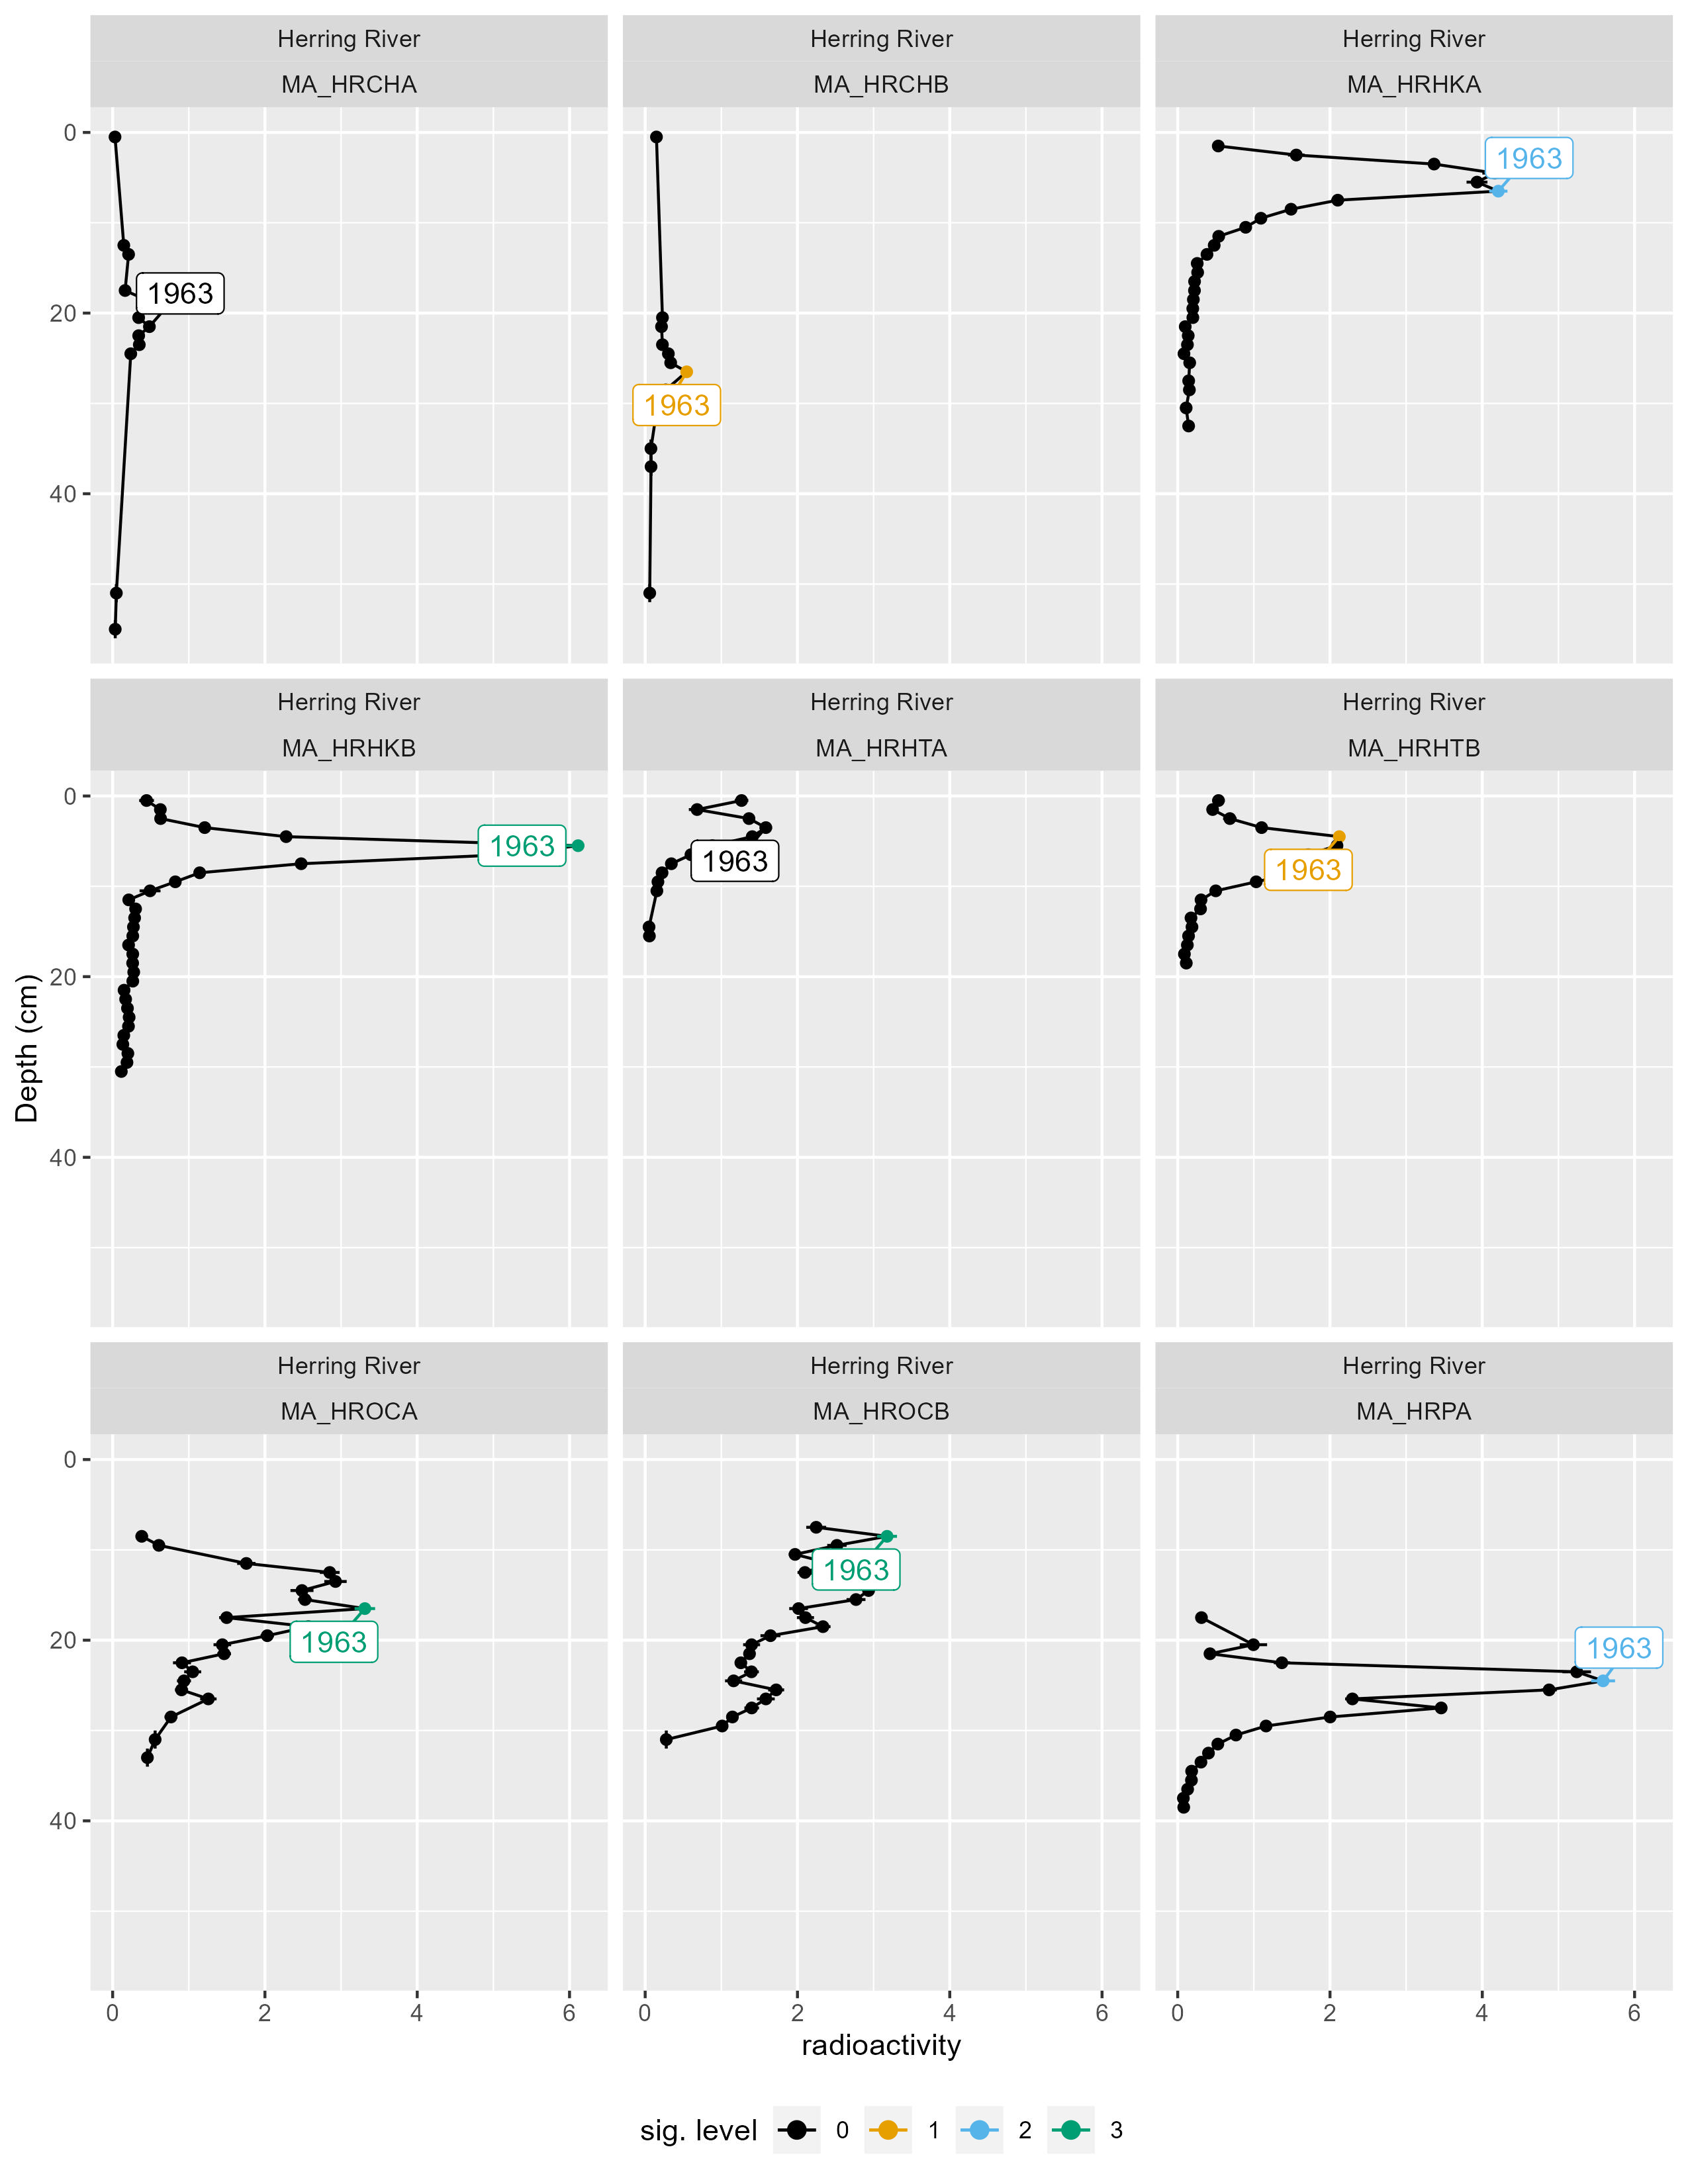 Herring River Herring River Herring River
MA_HRCHA MA_HRCHB MA_HRHKA
0
20
40
1963
1963
1963
Herring River Herring River Herring River
MA_HRHKB MA_HRHTA MA_HRHTB
0
20
40
1963
1963
1963
Depth (cm)
Herring River Herring River Herring River
MA_HROCA MA_HROCB MA_HRPA
0
20
40
1963
1963
1963
0 2 4 6 0 2 4 6 0 2 4 6
radioactivity
sig. level 0 1 2 3